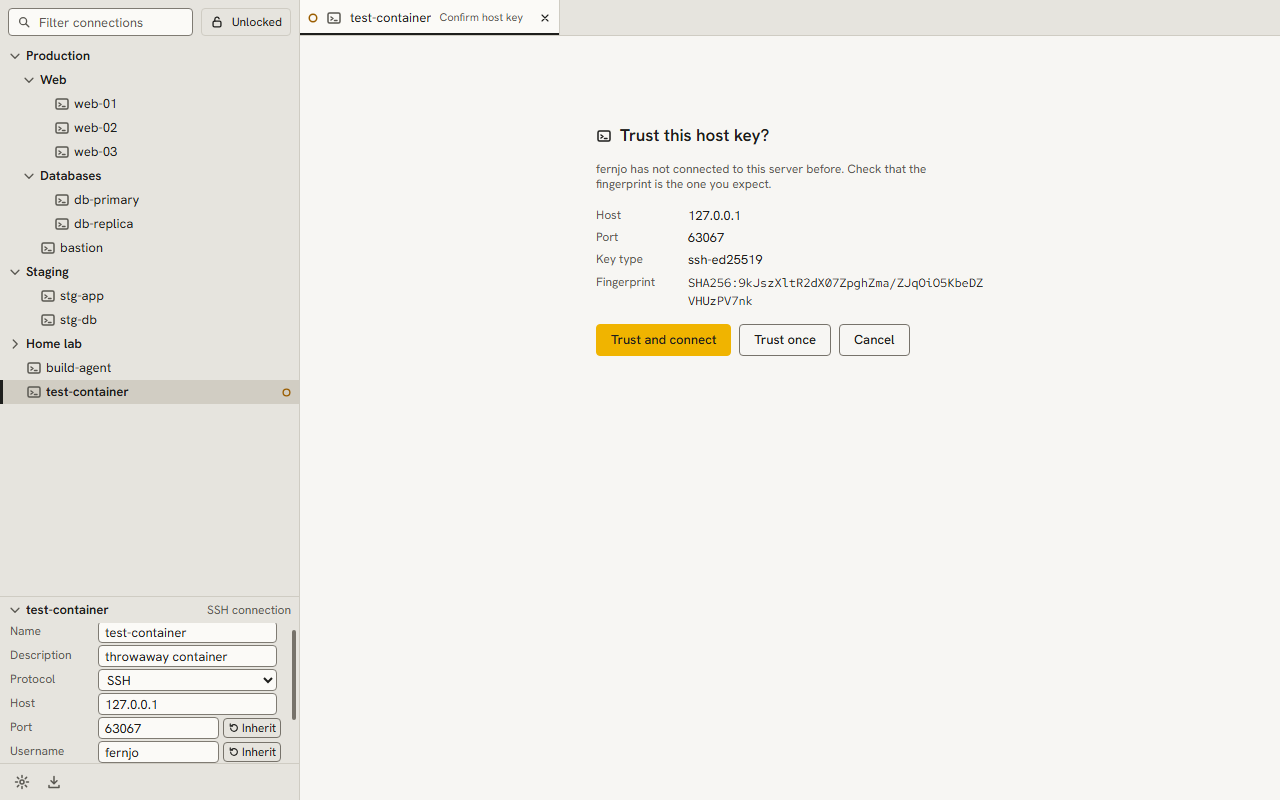 Filter connections
Unlocked
Production
Web
web-01
web-02
web-03
Databases
db-primary
db-replica
bastion
Staging
stg-app
stg-db
Home lab
build-agent
test-container
test-container SSH connection
Name test-container
Description throwaway container
Protocol SSH
Host 127.0.0.1
Port 63067 Inherit
Username fernjo Inherit
test-container Confirm host key
Trust this host key?
fernjo has not connected to this server before. Check that the
fingerprint is the one you expect.
Host 127.0.0.1
Port 63067
Key type ssh-ed25519
Fingerprint SHA256:9kJszXltR2dX07ZpghZma/ZJqOiO5KbeDZ
VHUzPV7nk
Trust and connect Trust once Cancel